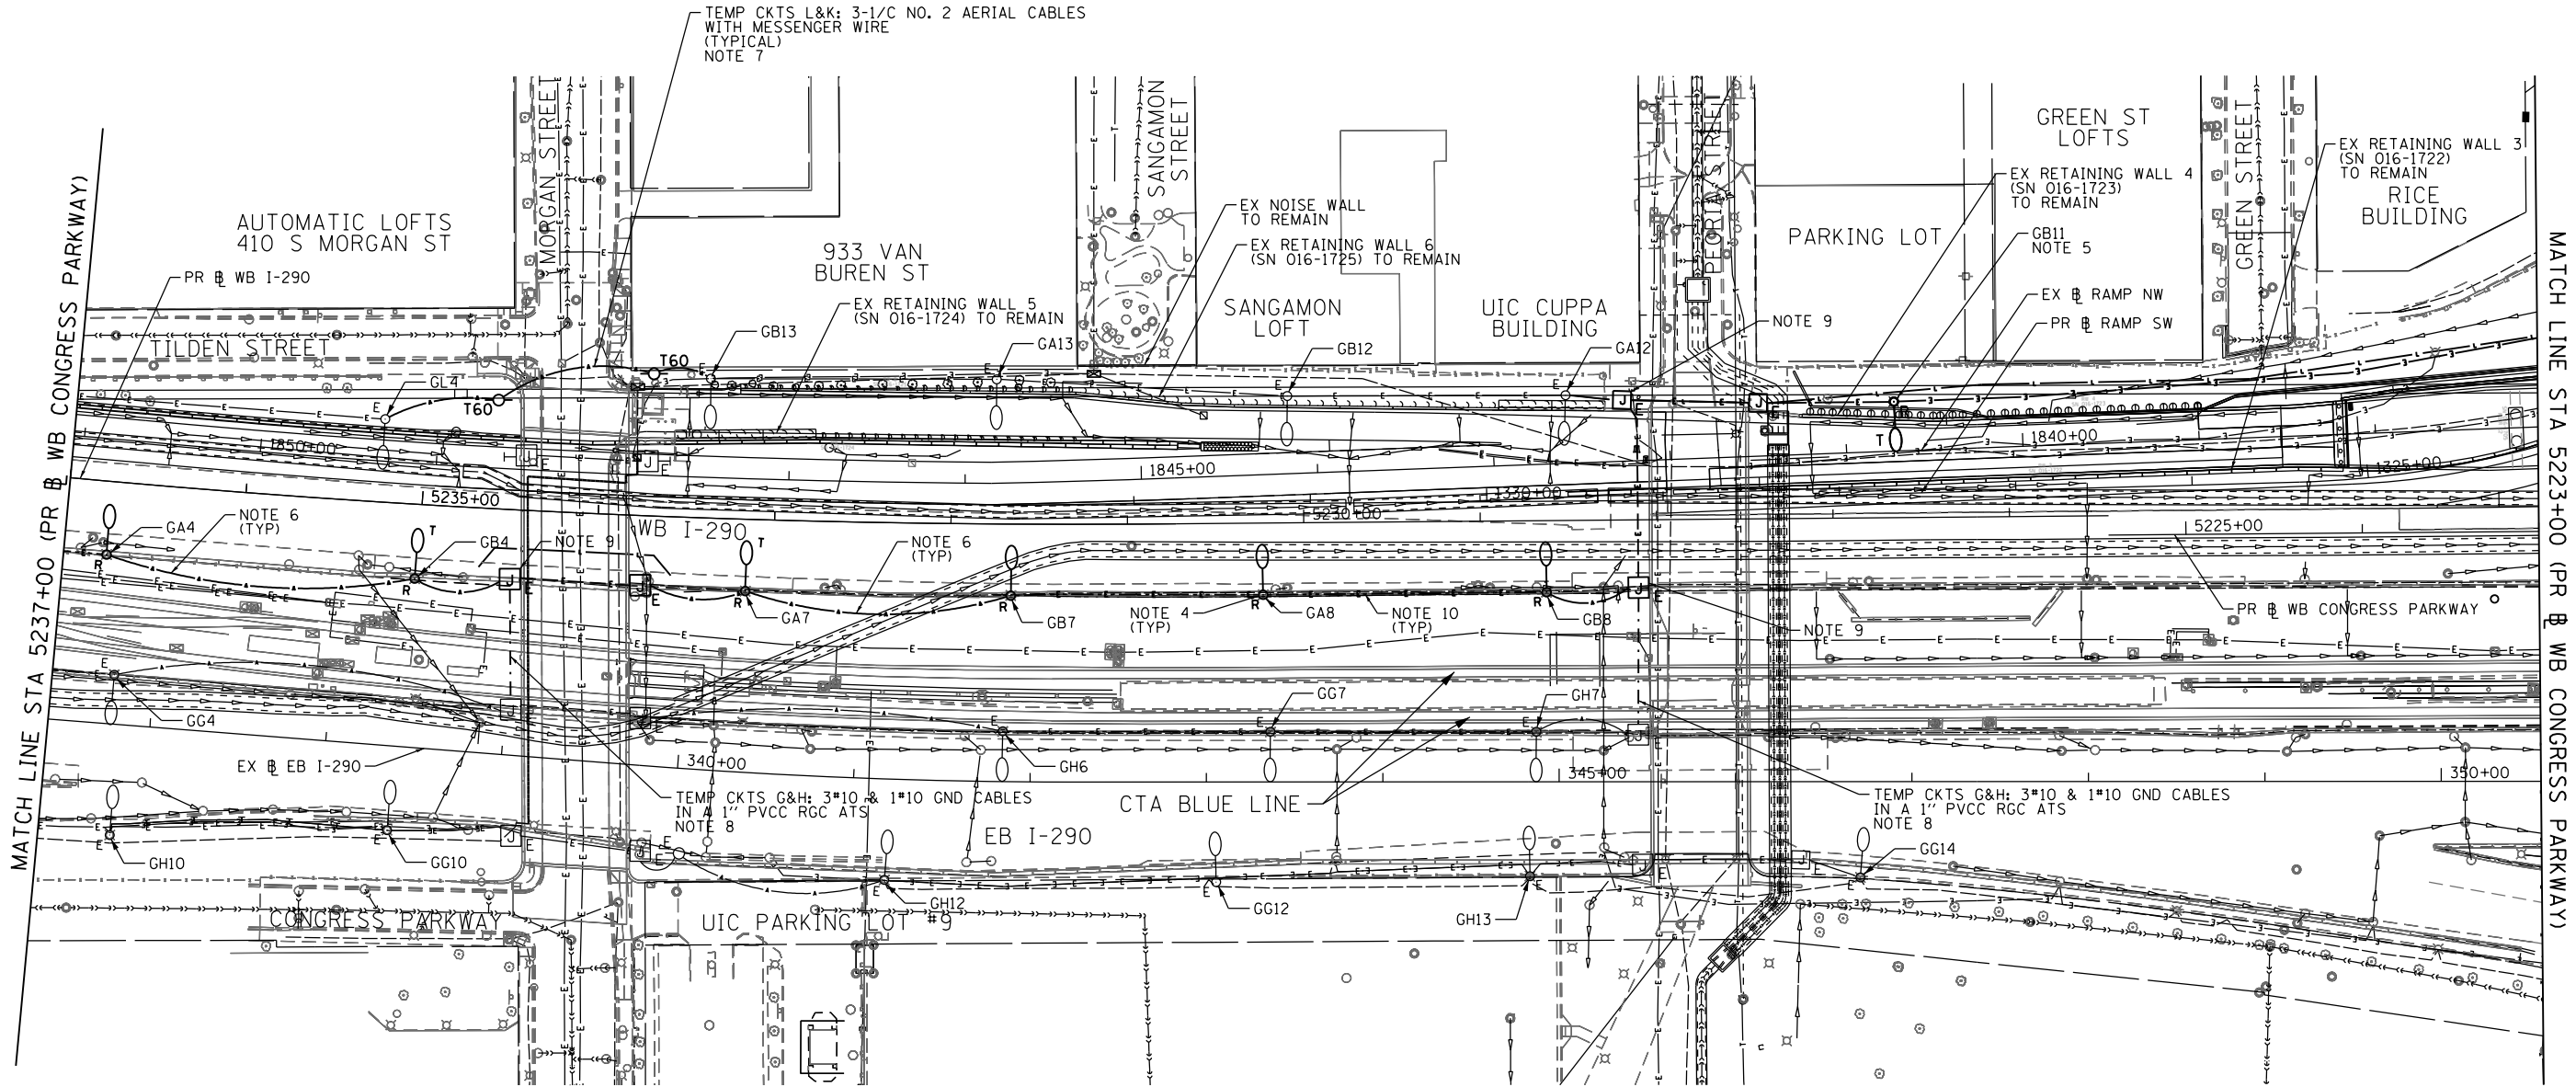 TEMP CKTS L&K: 3-1/C NO. 2 AERIAL CABLES
WITH MESSENGER WIRE
(TYPICAL)
NOTE 7
MORGAN STREET
SANGAMON
STREET
PEORIA STREET
GREEN STREET
GREEN ST
LOFTS
EX RETAINING WALL 3
(SN 016-1722)
TO REMAIN
RICE
BUILDING
EX RETAINING WALL 4
(SN 016-1723)
TO REMAIN
AUTOMATIC LOFTS
410 S MORGAN ST
933 VAN
BUREN ST
EX NOISE WALL
TO REMAIN
EX RETAINING WALL 6
(SN 016-1725) TO REMAIN
PARKING LOT
GB11
NOTE 5
PR BL WB I-290
EX RETAINING WALL 5
(SN 016-1724) TO REMAIN
SANGAMON
LOFT
UIC CUPPA
BUILDING
NOTE 9
EX BL RAMP NW
PR BL RAMP SW
TILDEN STREET
GB13
GA13
GB12
GA12
GL4
T60
T60
T
1850+00
1845+00
1840+00
1325+00
5235+00
1330+00
5230+00
5225+00
WB I-290
GA4
NOTE 6
(TYP)
GB4
NOTE 9
T
T
NOTE 6
(TYP)
R
R
R
R
R
R
GA7
GB7
NOTE 4
(TYP)
GA8
NOTE 10
(TYP)
GB8
NOTE 9
PR BL WB CONGRESS PARKWAY
GG4
GG7
GH7
GH6
EX BL EB I-290
340+00
345+00
350+00
TEMP CKTS G&H: 3#10 & 1#10 GND CABLES
IN A 1" PVCC RGC ATS
NOTE 8
CTA BLUE LINE
TEMP CKTS G&H: 3#10 & 1#10 GND CABLES
IN A 1" PVCC RGC ATS
NOTE 8
EB I-290
GH10
GG10
GH12
GG12
GH13
GG14
CONGRESS PARKWAY
UIC PARKING LOT #9
MATCH LINE STA 5237+00 (PR BL WB CONGRESS PARKWAY)
MATCH LINE STA 5223+00 (PR BL WB CONGRESS PARKWAY)